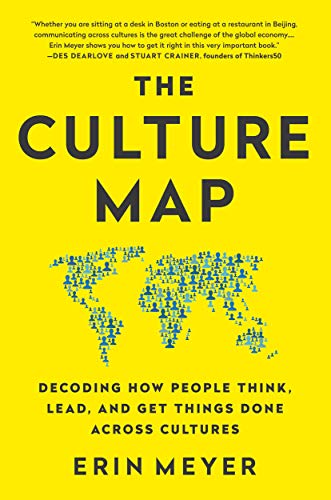 "Whether you are sitting at a desk in Boston or eating at a restaurant in Beijing,
communicating across cultures is the great challenge of the global economy....
Erin Meyer shows you how to get it right in this very important book."
—DES DEARLOVE and STUART CRAINER, founders of Thinkers50
THE
CULTURE
MAP
DECODING HOW PEOPLE THINK,
LEAD, AND GET THINGS DONE
ACROSS CULTURES
ERIN MEYER